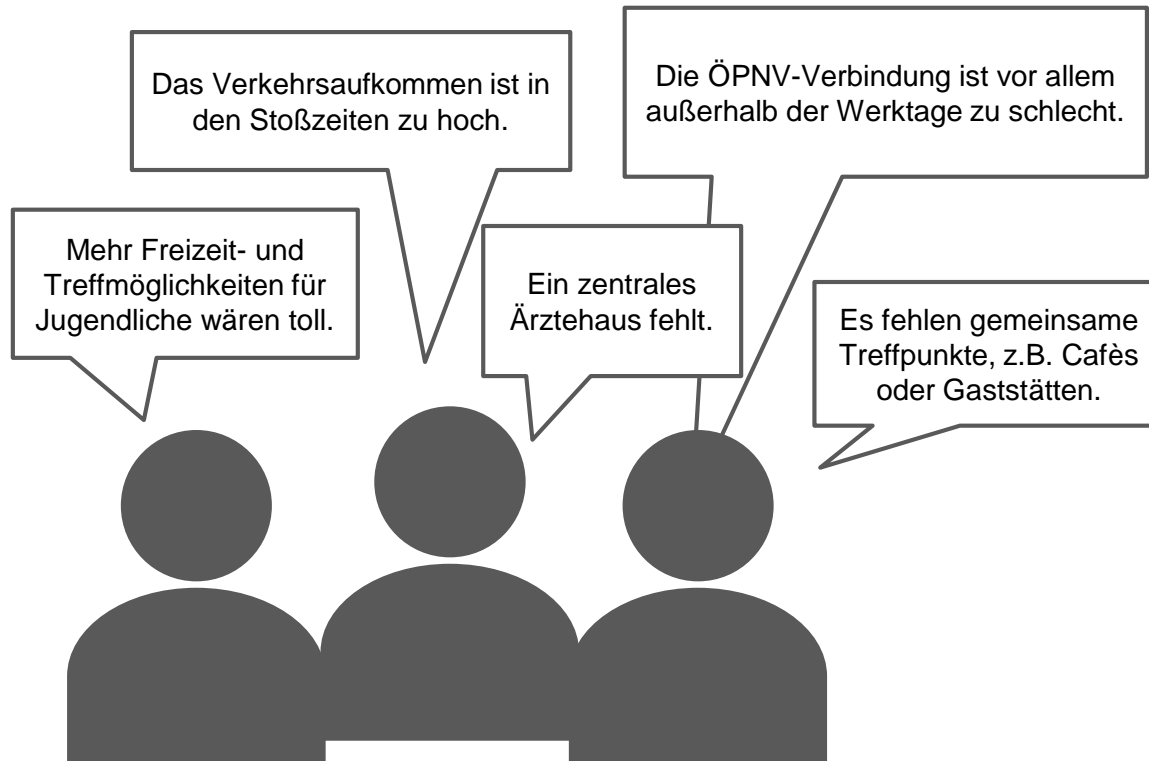 Das Verkehrsaufkommen ist in
den Stoßzeiten zu hoch.
Die ÖPNV-Verbindung ist vor allem
außerhalb der Werktage zu schlecht.
Mehr Freizeit- und
Treffmöglichkeiten für
Jugendliche wären toll.
Ein zentrales
Ärztehaus fehlt.
Es fehlen gemeinsame
Treffpunkte, z.B. Cafès
oder Gaststätten.